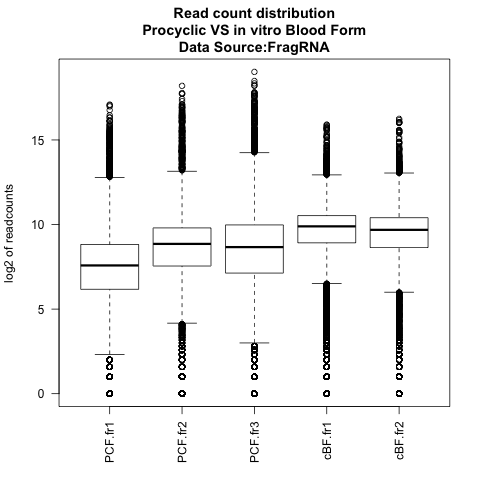 Read count distribution
Procyclic VS in vitro Blood Form
Data Source:FragRNA
log2 of readcounts
15
10
5
0
PCF.fr1
PCF.fr2
PCF.fr3
cBF.fr1
cBF.fr2